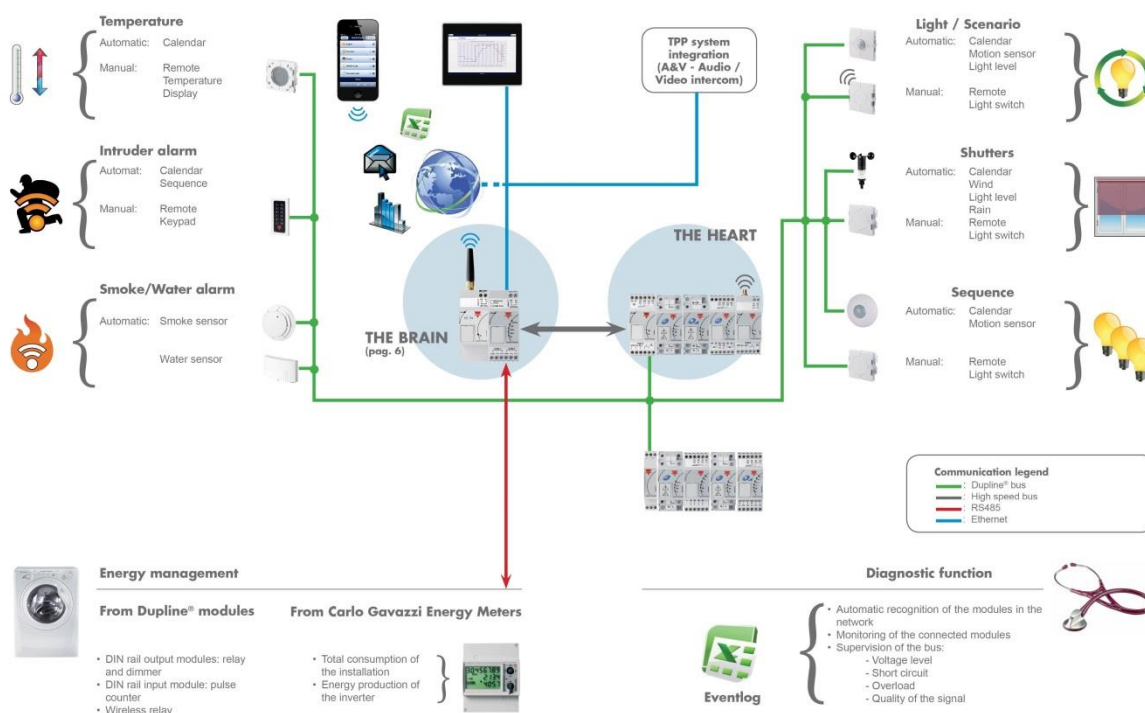 Temperature
Automatic: Calendar
Manual: Remote
Temperature
Display
Intruder alarm
Automat: Calendar
Sequence
Manual: Remote
Keypad
Smoke/Water alarm
Automatic: Smoke sensor
Water sensor
TPP system
integration
(A&V - Audio /
Video intercom)
THE BRAIN
(pag. 6)
THE HEART
Light / Scenario
Automatic: Calendar
Motion sensor
Light level
Manual: Remote
Light switch
Shutters
Automatic: Calendar
Wind
Light level
Rain
Manual: Remote
Light switch
Sequence
Automatic: Calendar
Motion sensor
Manual: Remote
Light switch
Communication legend
: Dupline® bus
: High speed bus
: RS485
: Ethernet
Energy management
From Dupline® modules
• DIN rail output modules: relay
and dimmer
• DIN rail input module: pulse
counter
• Wireless relay
From Carlo Gavazzi Energy Meters
• Total consumption of
the installation
• Energy production of
the inverter
Diagnostic function
Eventlog
• Automatic recognition of the modules in the
network
• Monitoring of the connected modules
• Supervision of the bus:
- Voltage level
- Short circuit
- Overload
- Quality of the signal